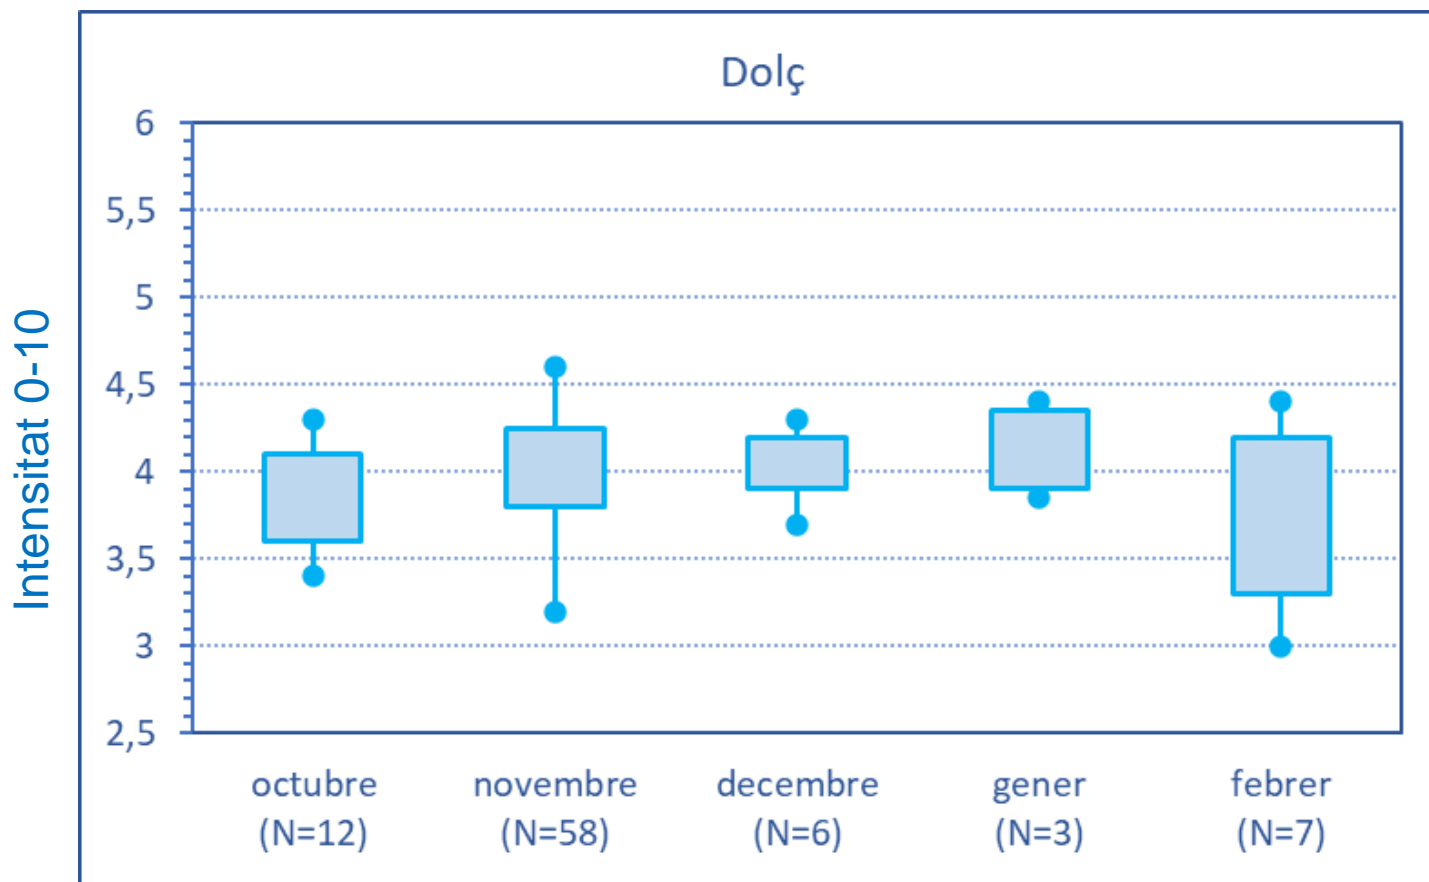 Dolç
Intensitat 0-10
6
5,5
5
4,5
4
3,5
3
2,5
octubre
(N=12)
novembre
(N=58)
decembre
(N=6)
gener
(N=3)
febrer
(N=7)